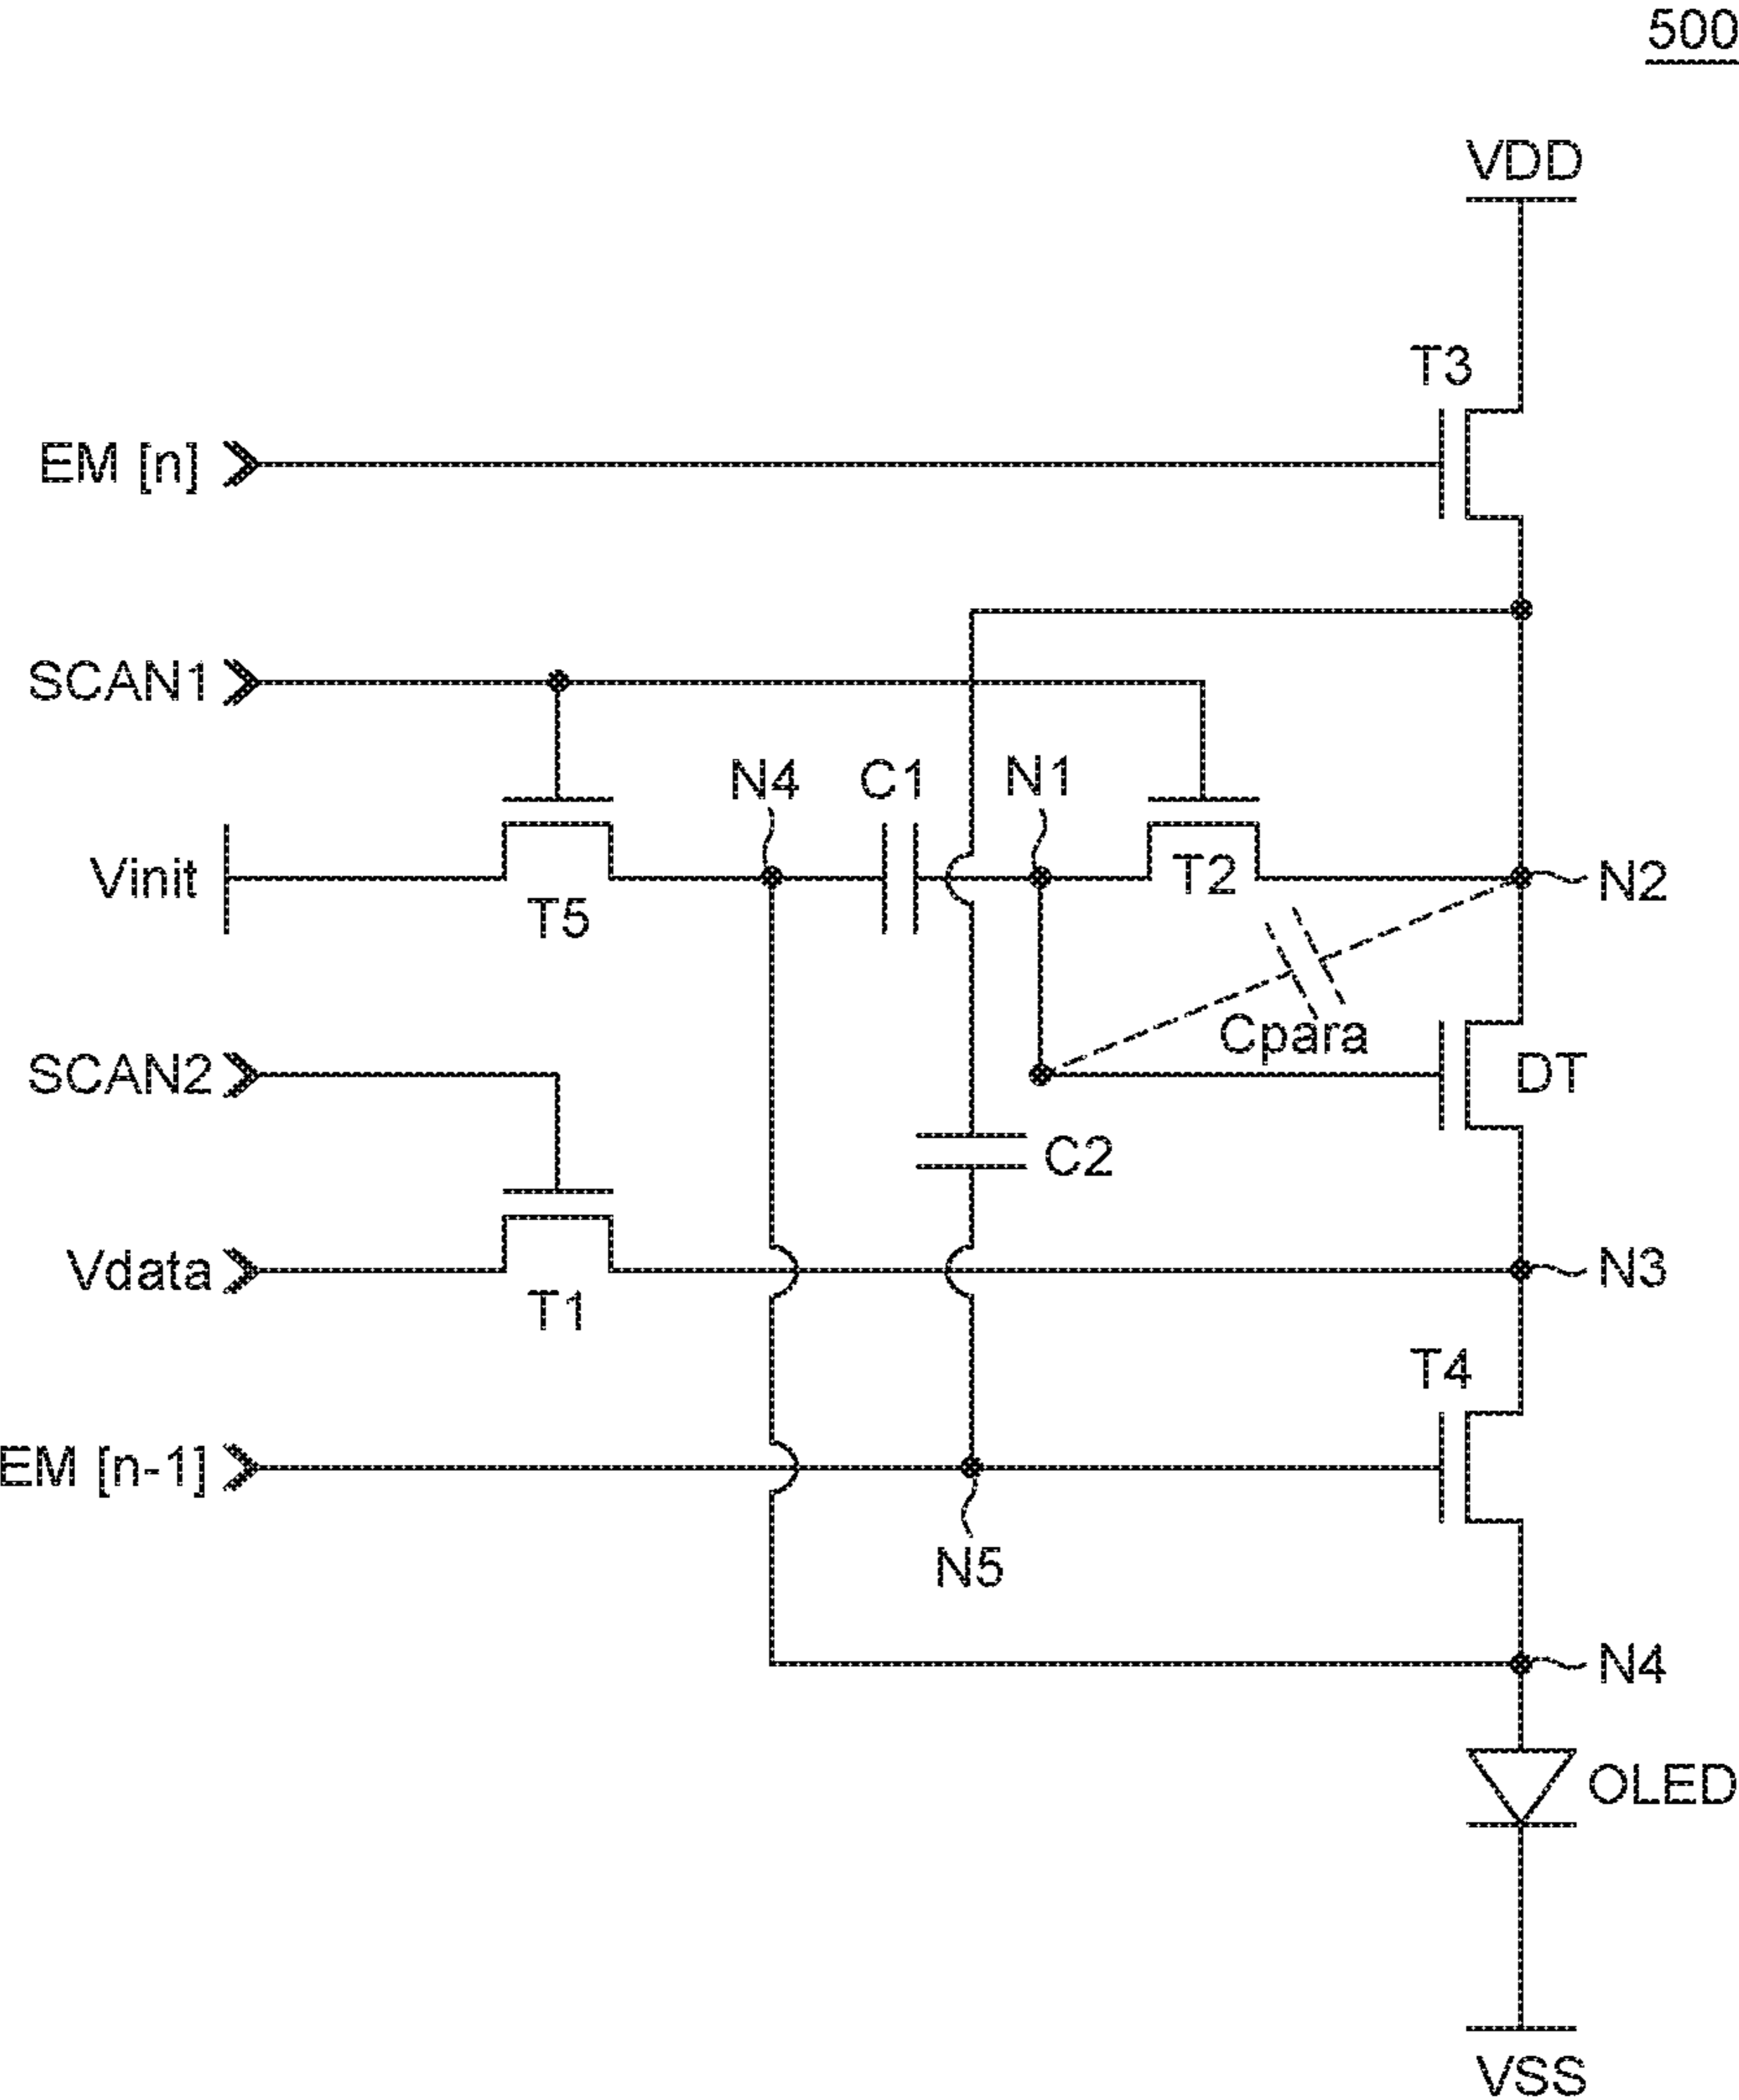 500
VDD
T3
EM [n]
SCAN1
N4
C1
N1
Vinit
T5
T2
N2
Cpara
SCAN2
DT
C2
Vdata
T1
N3
T4
EM [n-1]
N5
N4
OLED
VSS